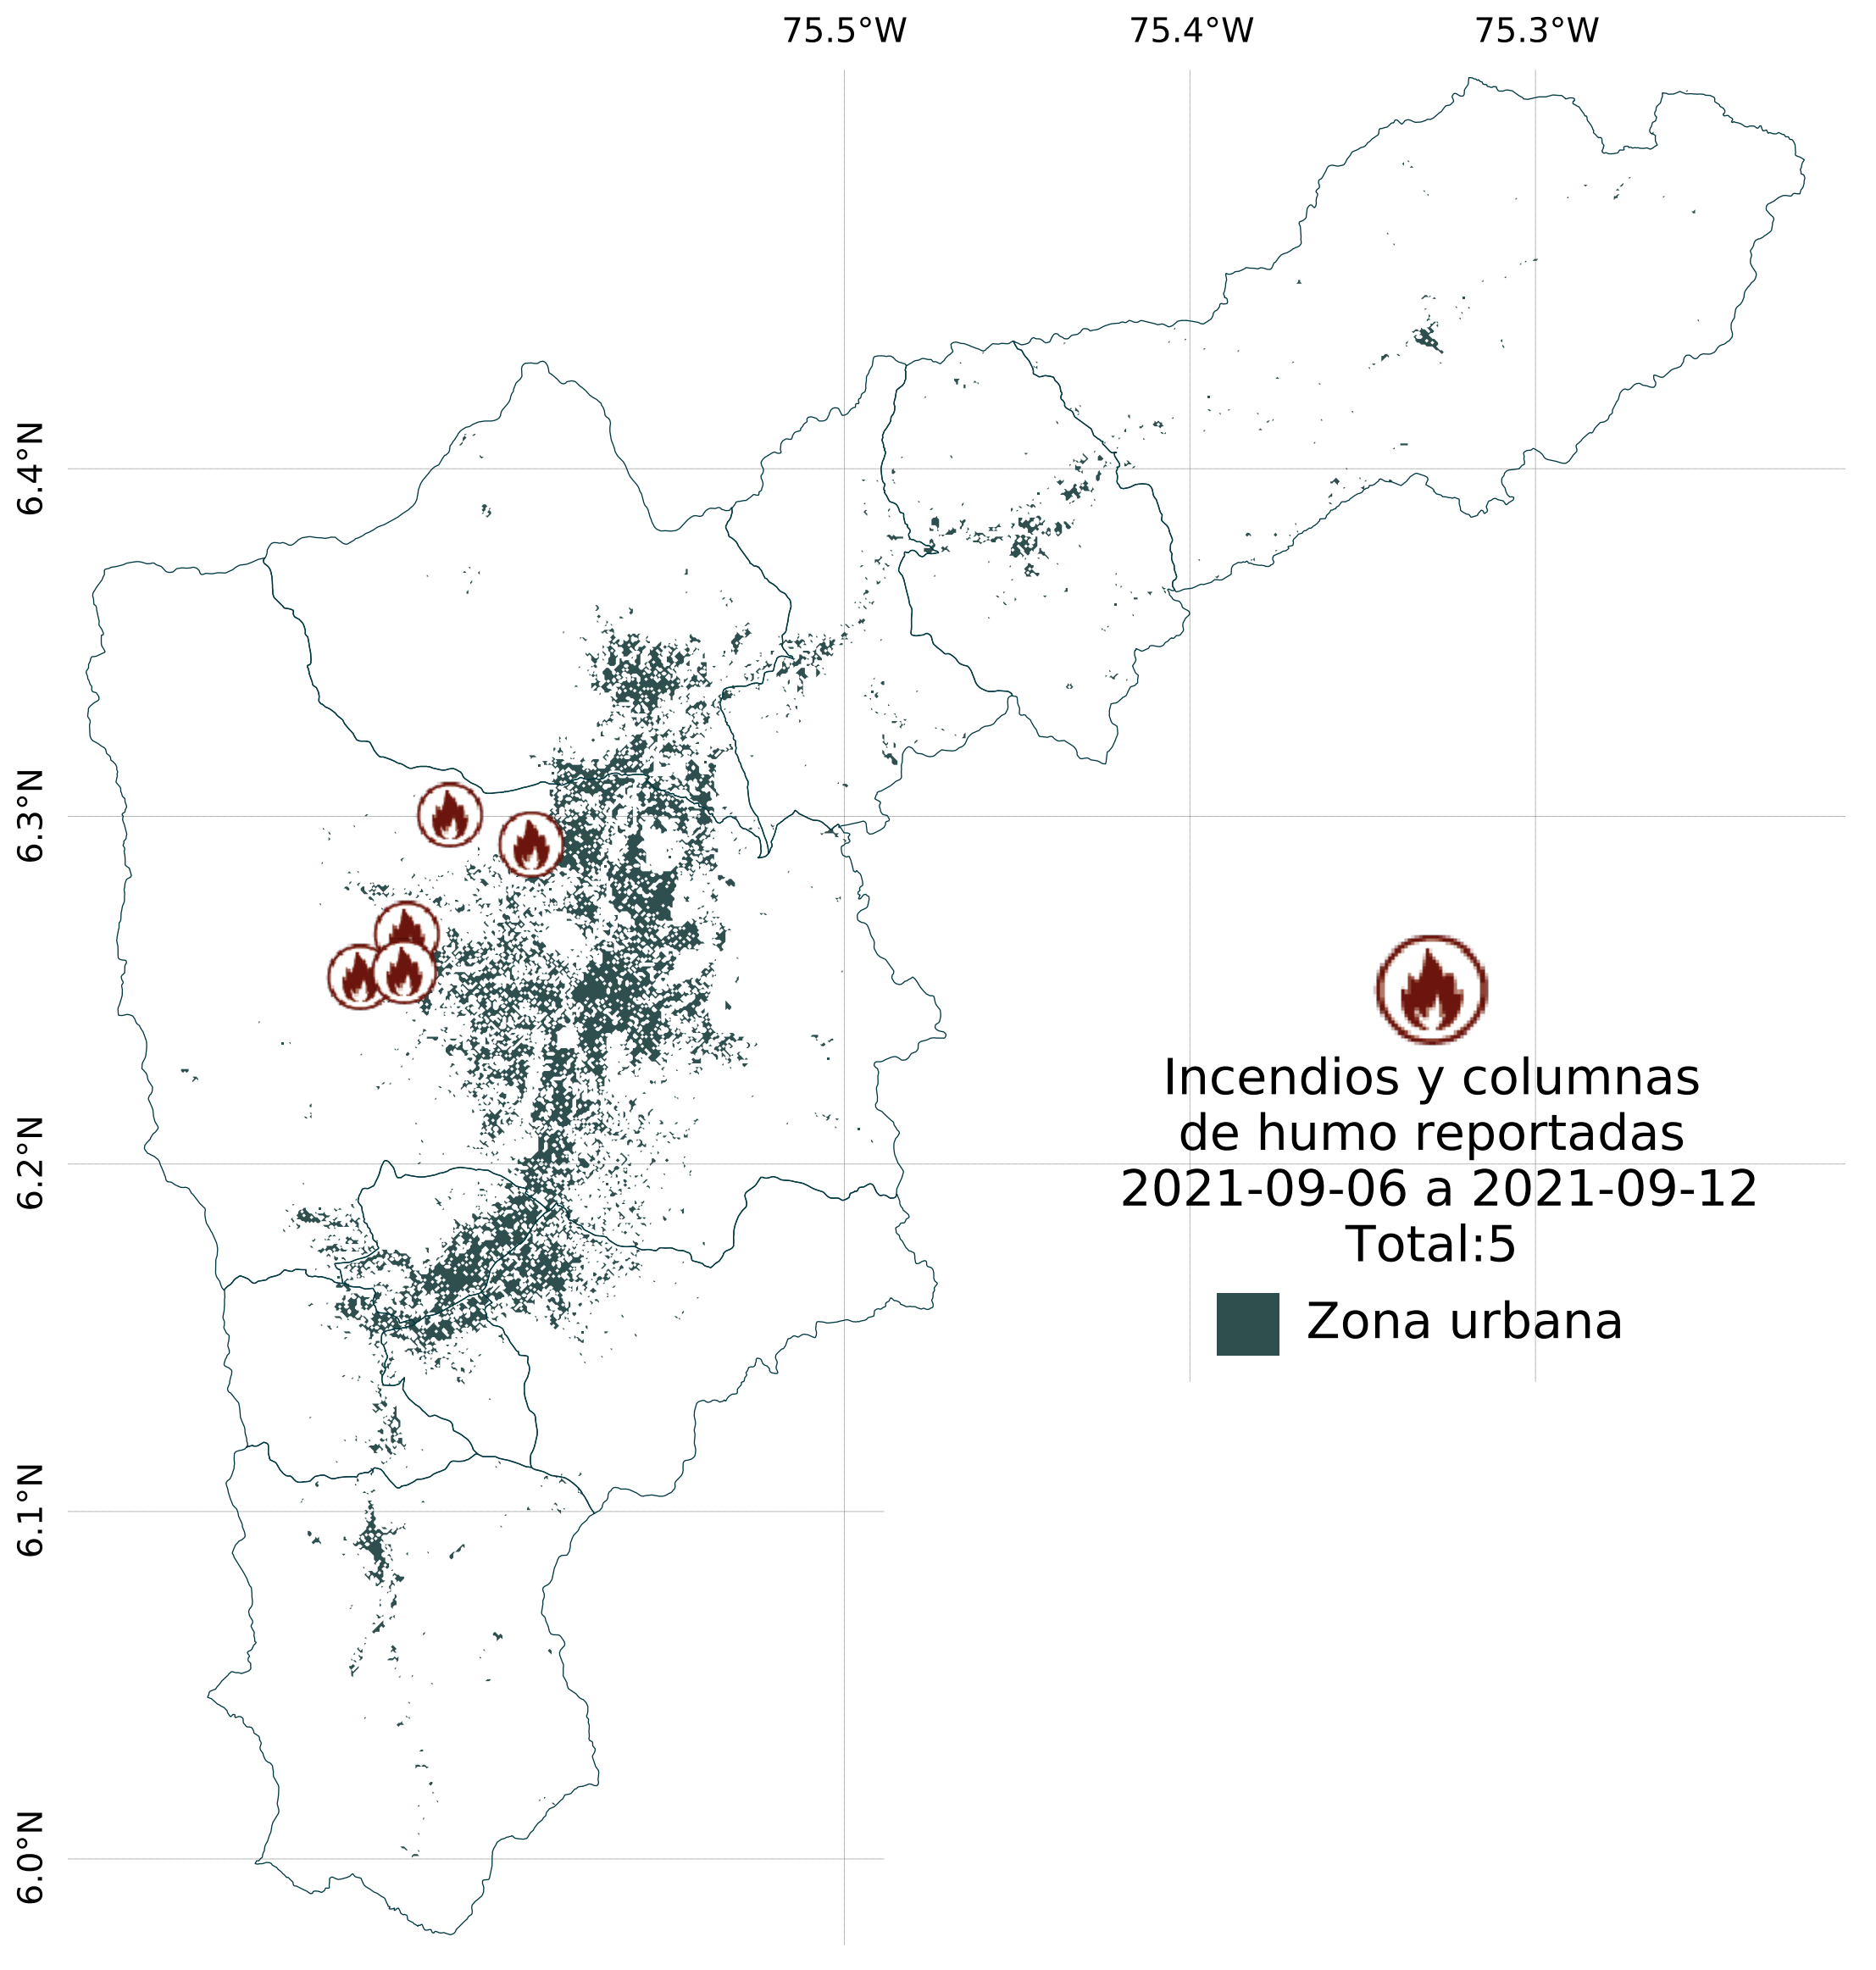 75.5°W 75.4°W 75.3°W
6.4°N
6.3°N
6.2°N
6.1°N
6.0°N
Incendios y columnas
de humo reportadas
2021-09-06 a 2021-09-12
Total:5
Zona urbana